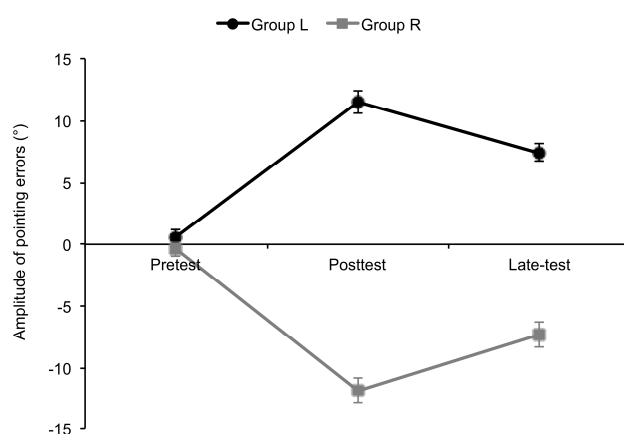 Group L Group R
15
10
5
0
-5
-10
-15
Amplitude of pointing errors (°)
Pretest Posttest Late-test